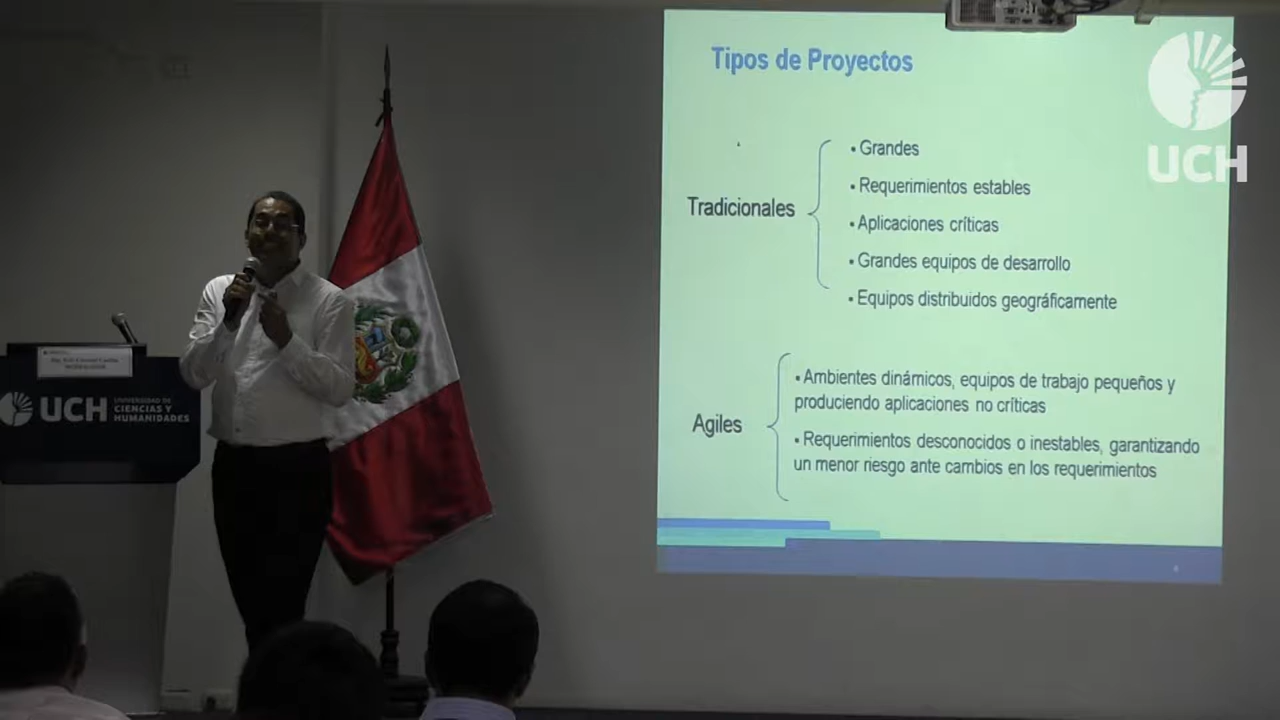 Tipos de Proyectos
Tradicionales
▪ Grandes
▪ Requerimientos estables
▪ Aplicaciones críticas
▪ Grandes equipos de desarrollo
▪ Equipos distribuidos geográficamente
Agiles
▪ Ambientes dinámicos, equipos de trabajo pequeños y
produciendo aplicaciones no críticas
▪ Requerimientos desconocidos o inestables, garantizando
un menor riesgo ante cambios en los requerimientos
UCH
UCH
UNIVERSIDAD DE
CIENCIAS Y
HUMANIDADES